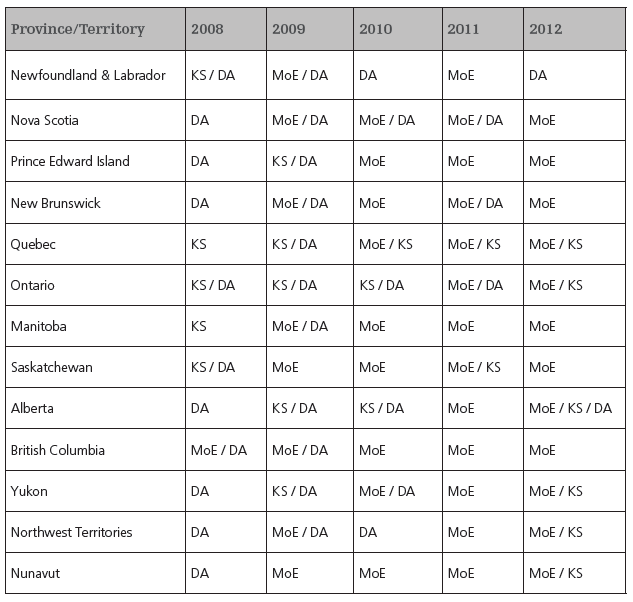 Province/Territory 2008 2009 2010 2011 2012
Newfoundland & Labrador KS / DA MoE / DA DA MoE DA
Nova Scotia DA MoE / DA MoE / DA MoE / DA MoE
Prince Edward Island DA KS / DA MoE MoE MoE
New Brunswick DA MoE / DA MoE MoE / DA MoE
Quebec KS KS / DA MoE / KS MoE / KS MoE / KS
Ontario KS / DA KS / DA KS / DA MoE / DA MoE / KS
Manitoba KS MoE / DA MoE MoE MoE
Saskatchewan KS / DA MoE MoE MoE / KS MoE
Alberta DA KS / DA KS / DA MoE MoE / KS / DA
British Columbia MoE / DA MoE / DA MoE MoE MoE
Yukon DA KS / DA MoE / DA MoE MoE / KS
Northwest Territories DA MoE / DA DA MoE MoE / KS
Nunavut DA MoE MoE MoE MoE / KS